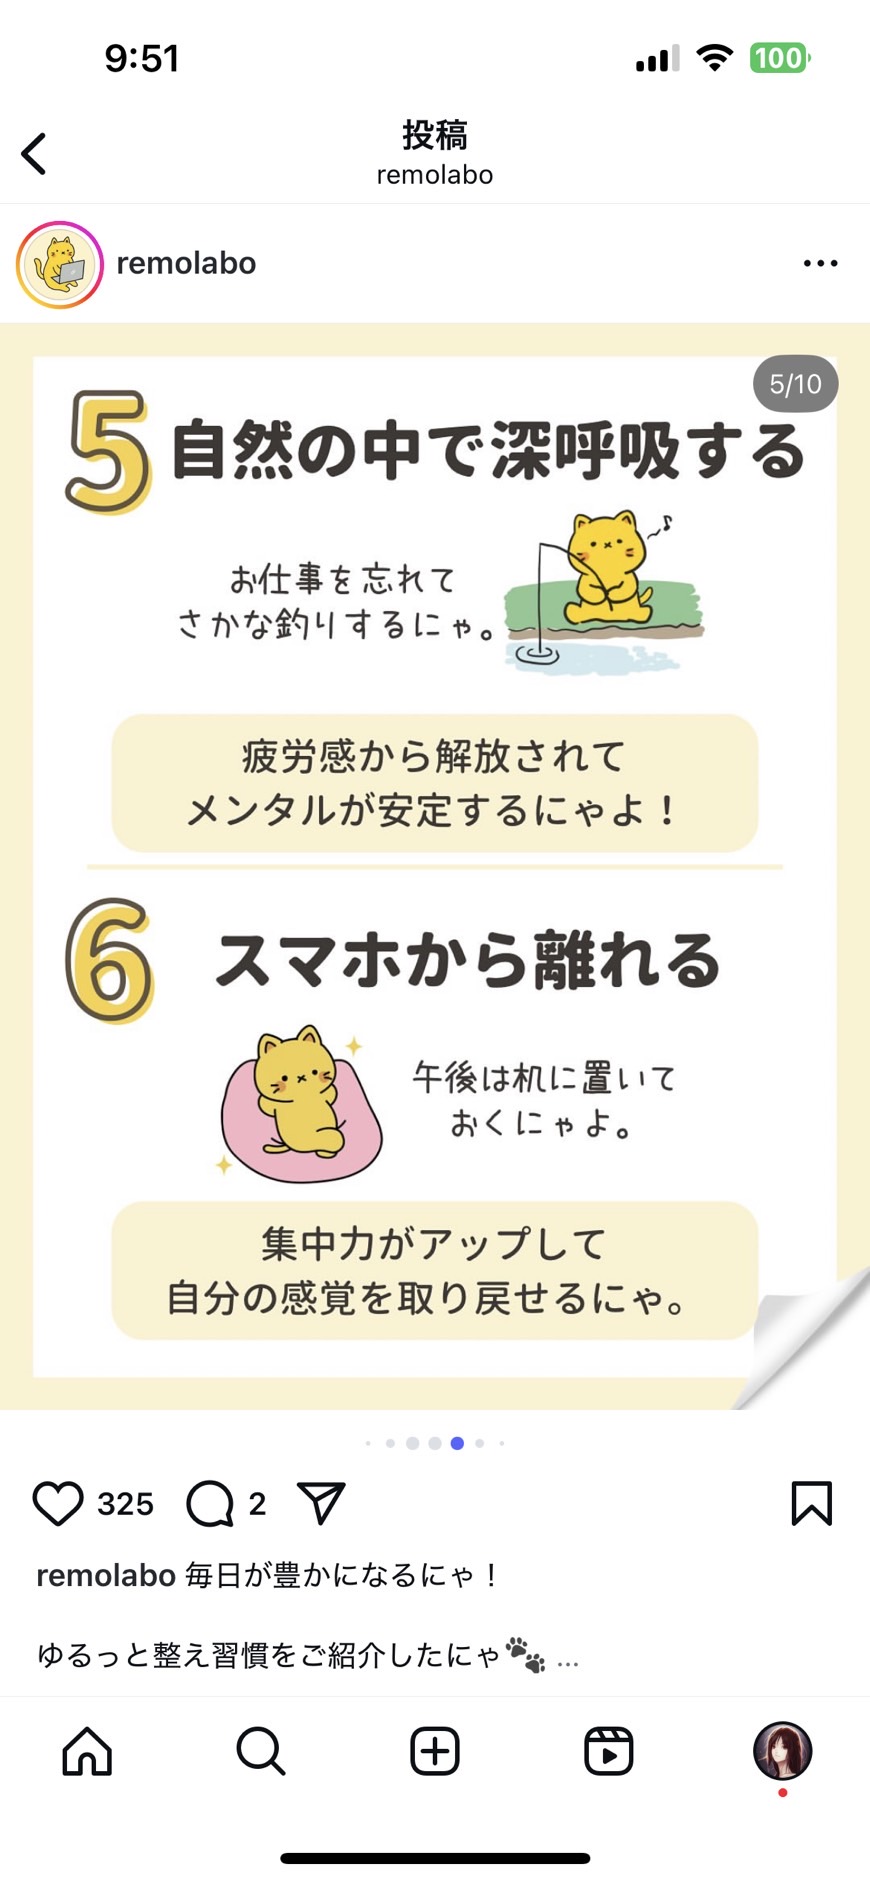 9:51
100
投稿
remolabo
remolabo
5/10
5 自然の中で深呼吸する
お仕事を忘れて
さかな釣りするにゃ。
疲労感から解放されて
メンタルが安定するにゃよ！
6 スマホから離れる
午後は机に置いて
おくにゃよ。
集中力がアップして
自分の感覚を取り戻せるにゃ。
325 2
remolabo 毎日が豊かになるにゃ！
ゆるっと整え習慣をご紹介したにゃ🐾 ...